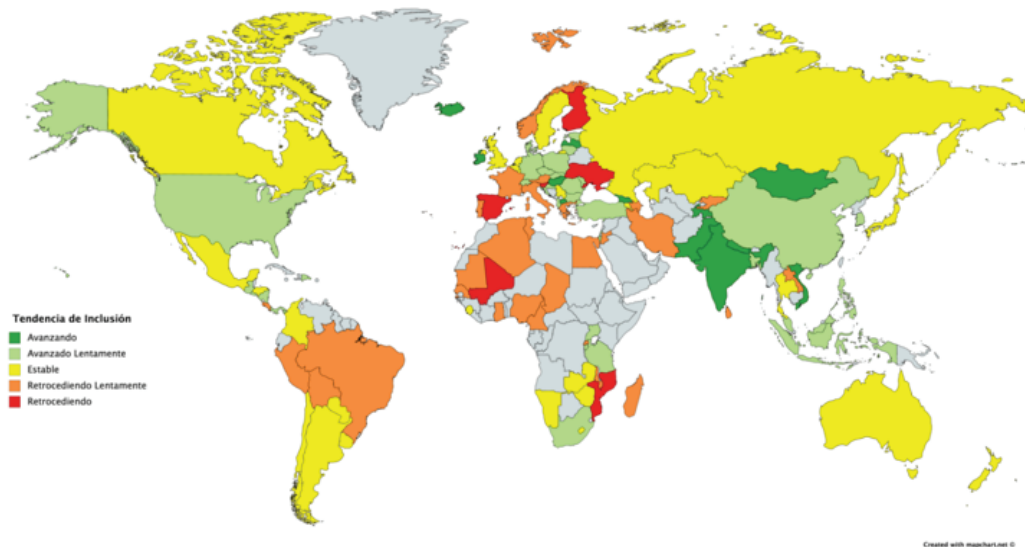 Tendencia de Inclusión
Avanzando
Avanzado Lentamente
Estable
Retrocediendo Lentamente
Retrocediendo
Created with mapchart.net ©